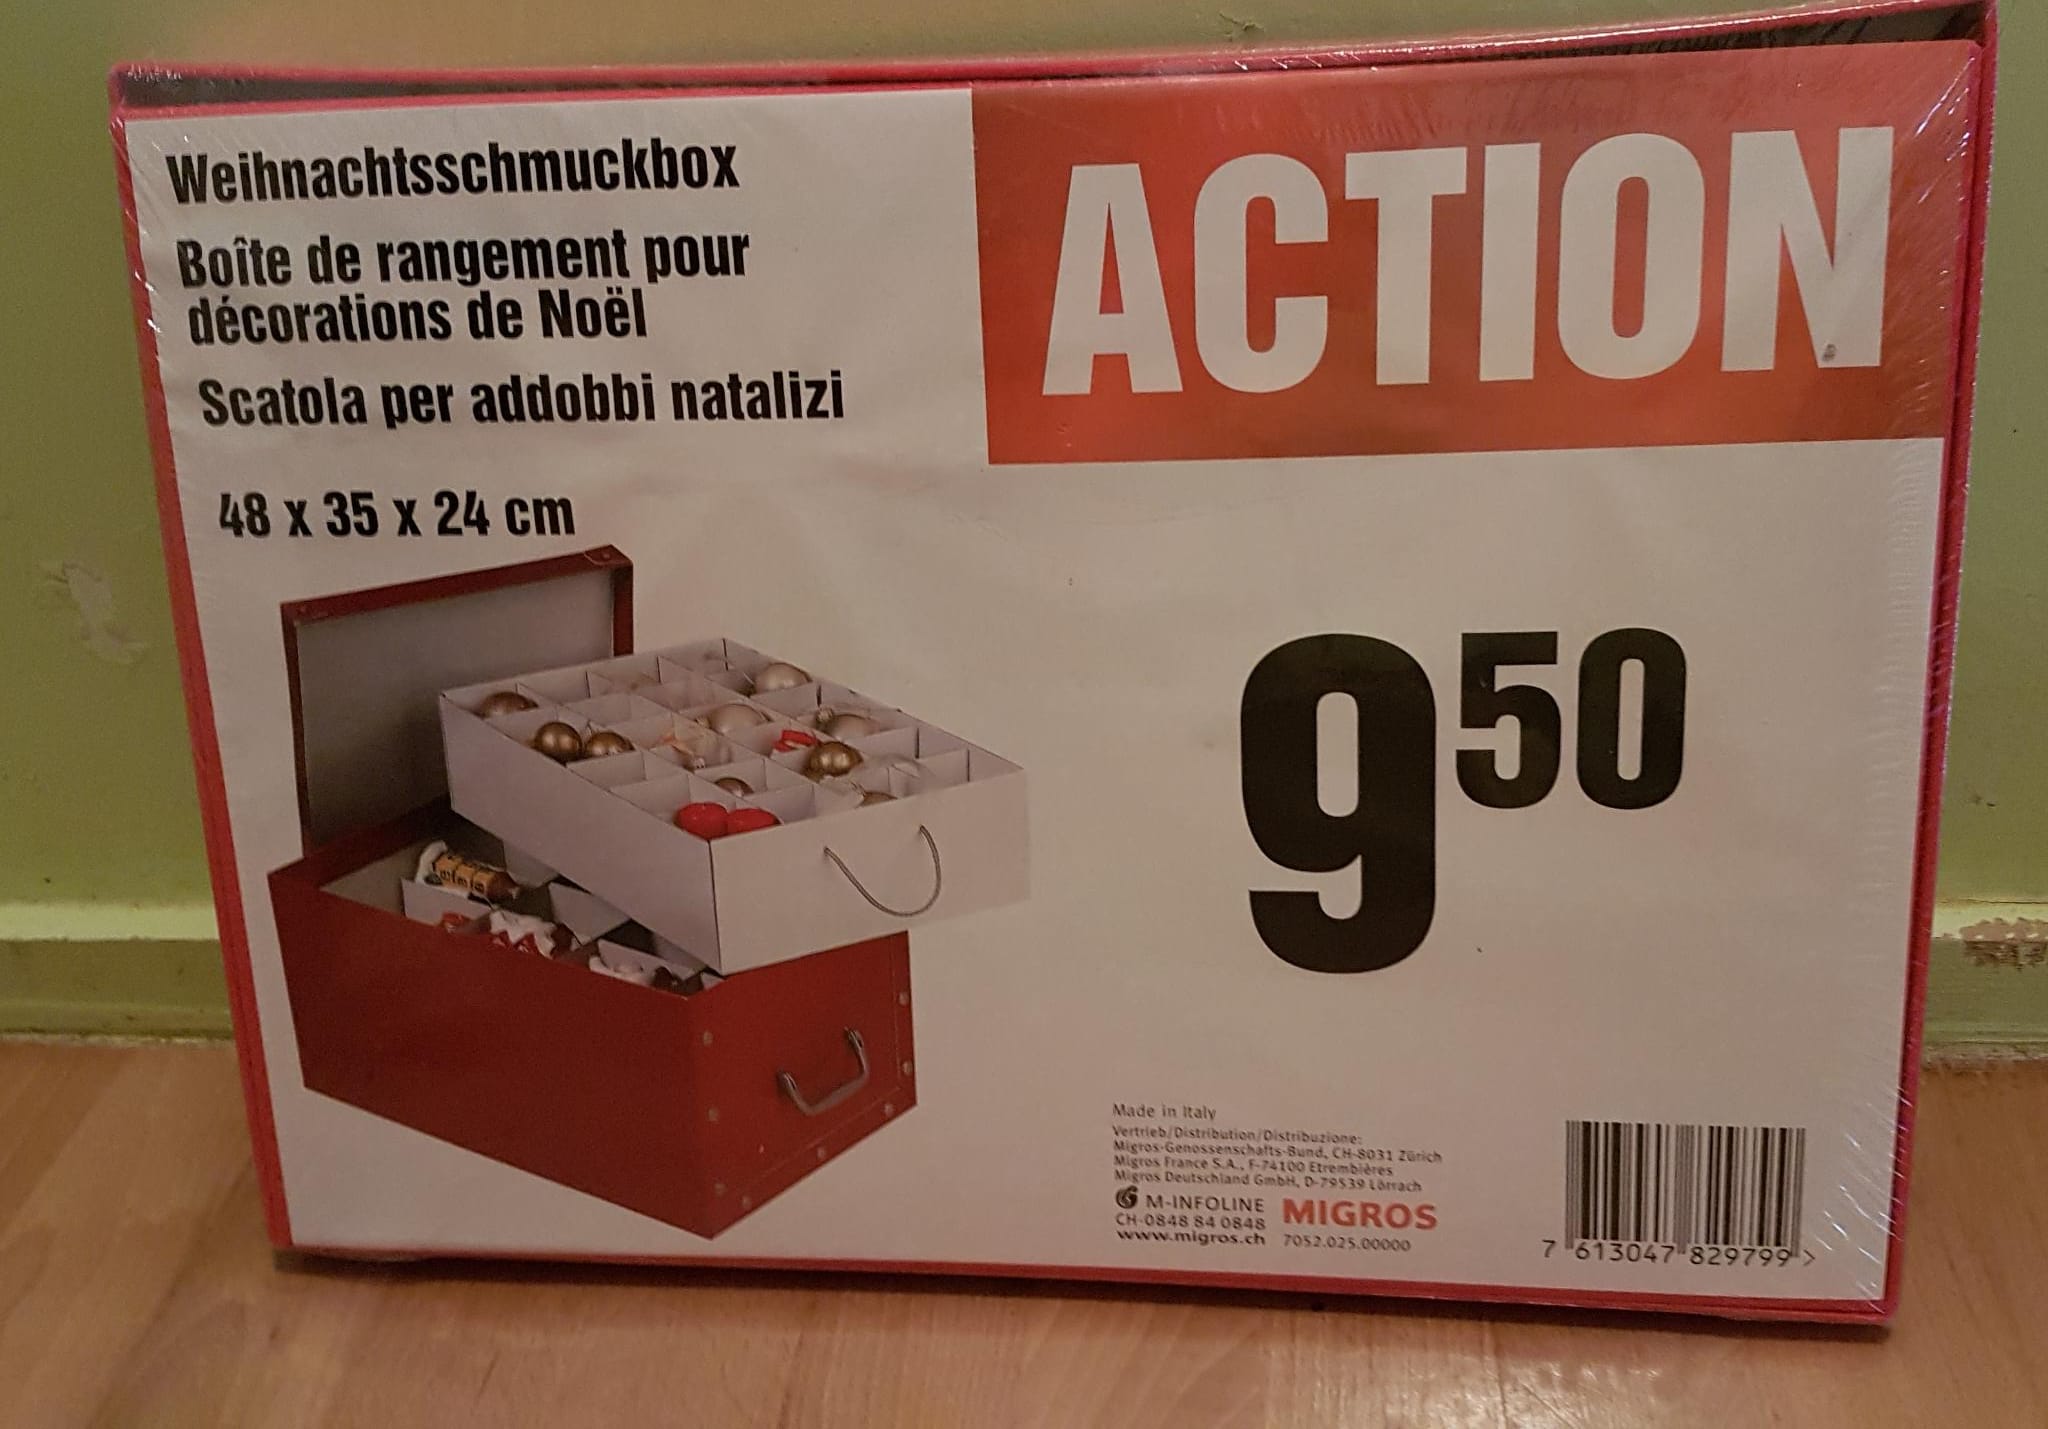 Weihnachtsschmuckbox
Boîte de rangement pour
décorations de Noël
Scatola per addobbi natalizi
48 x 35 x 24 cm
ACTION
9 50
Made in Italy
Vertrieb/Distribution/Distribuzione:
Migros-Genossenschafts-Bund, CH-8031 Zürich
Migros France S.A., F-74100 Etrembières
Migros Deutschland GmbH, D-79539 Lörrach
M-INFOLINE
CH-0848 84 0848
www.migros.ch
MIGROS
7052.025.00000
7 613047 829799 >